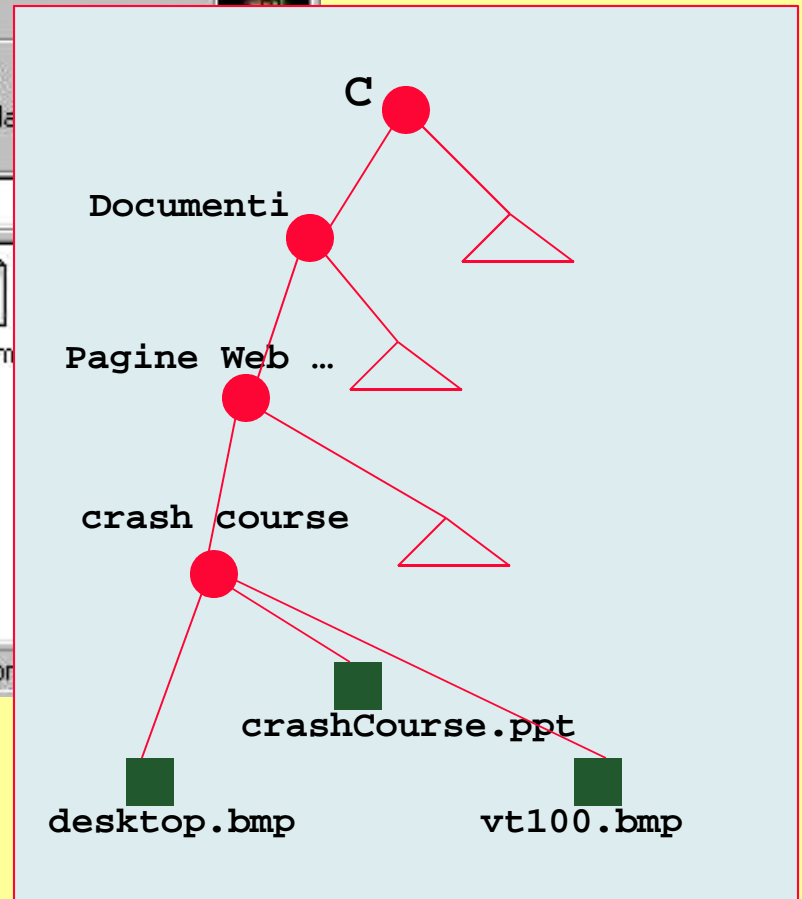 C
Documenti
Pagine Web …
crash course
crashCourse.ppt
desktop.bmp
vt100.bmp